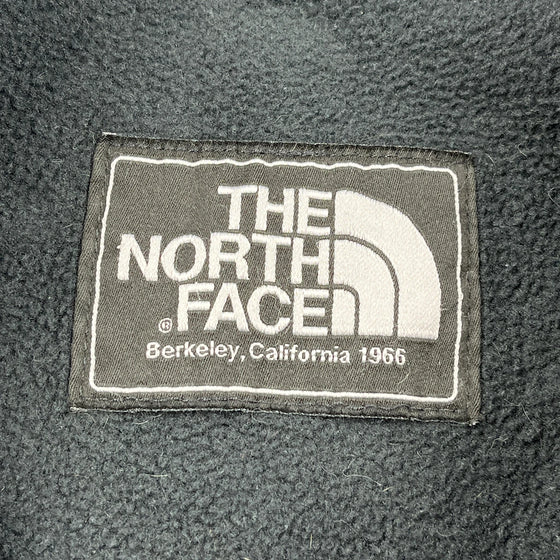 THE
NORTH
FACE
®
Berkeley, California 1966